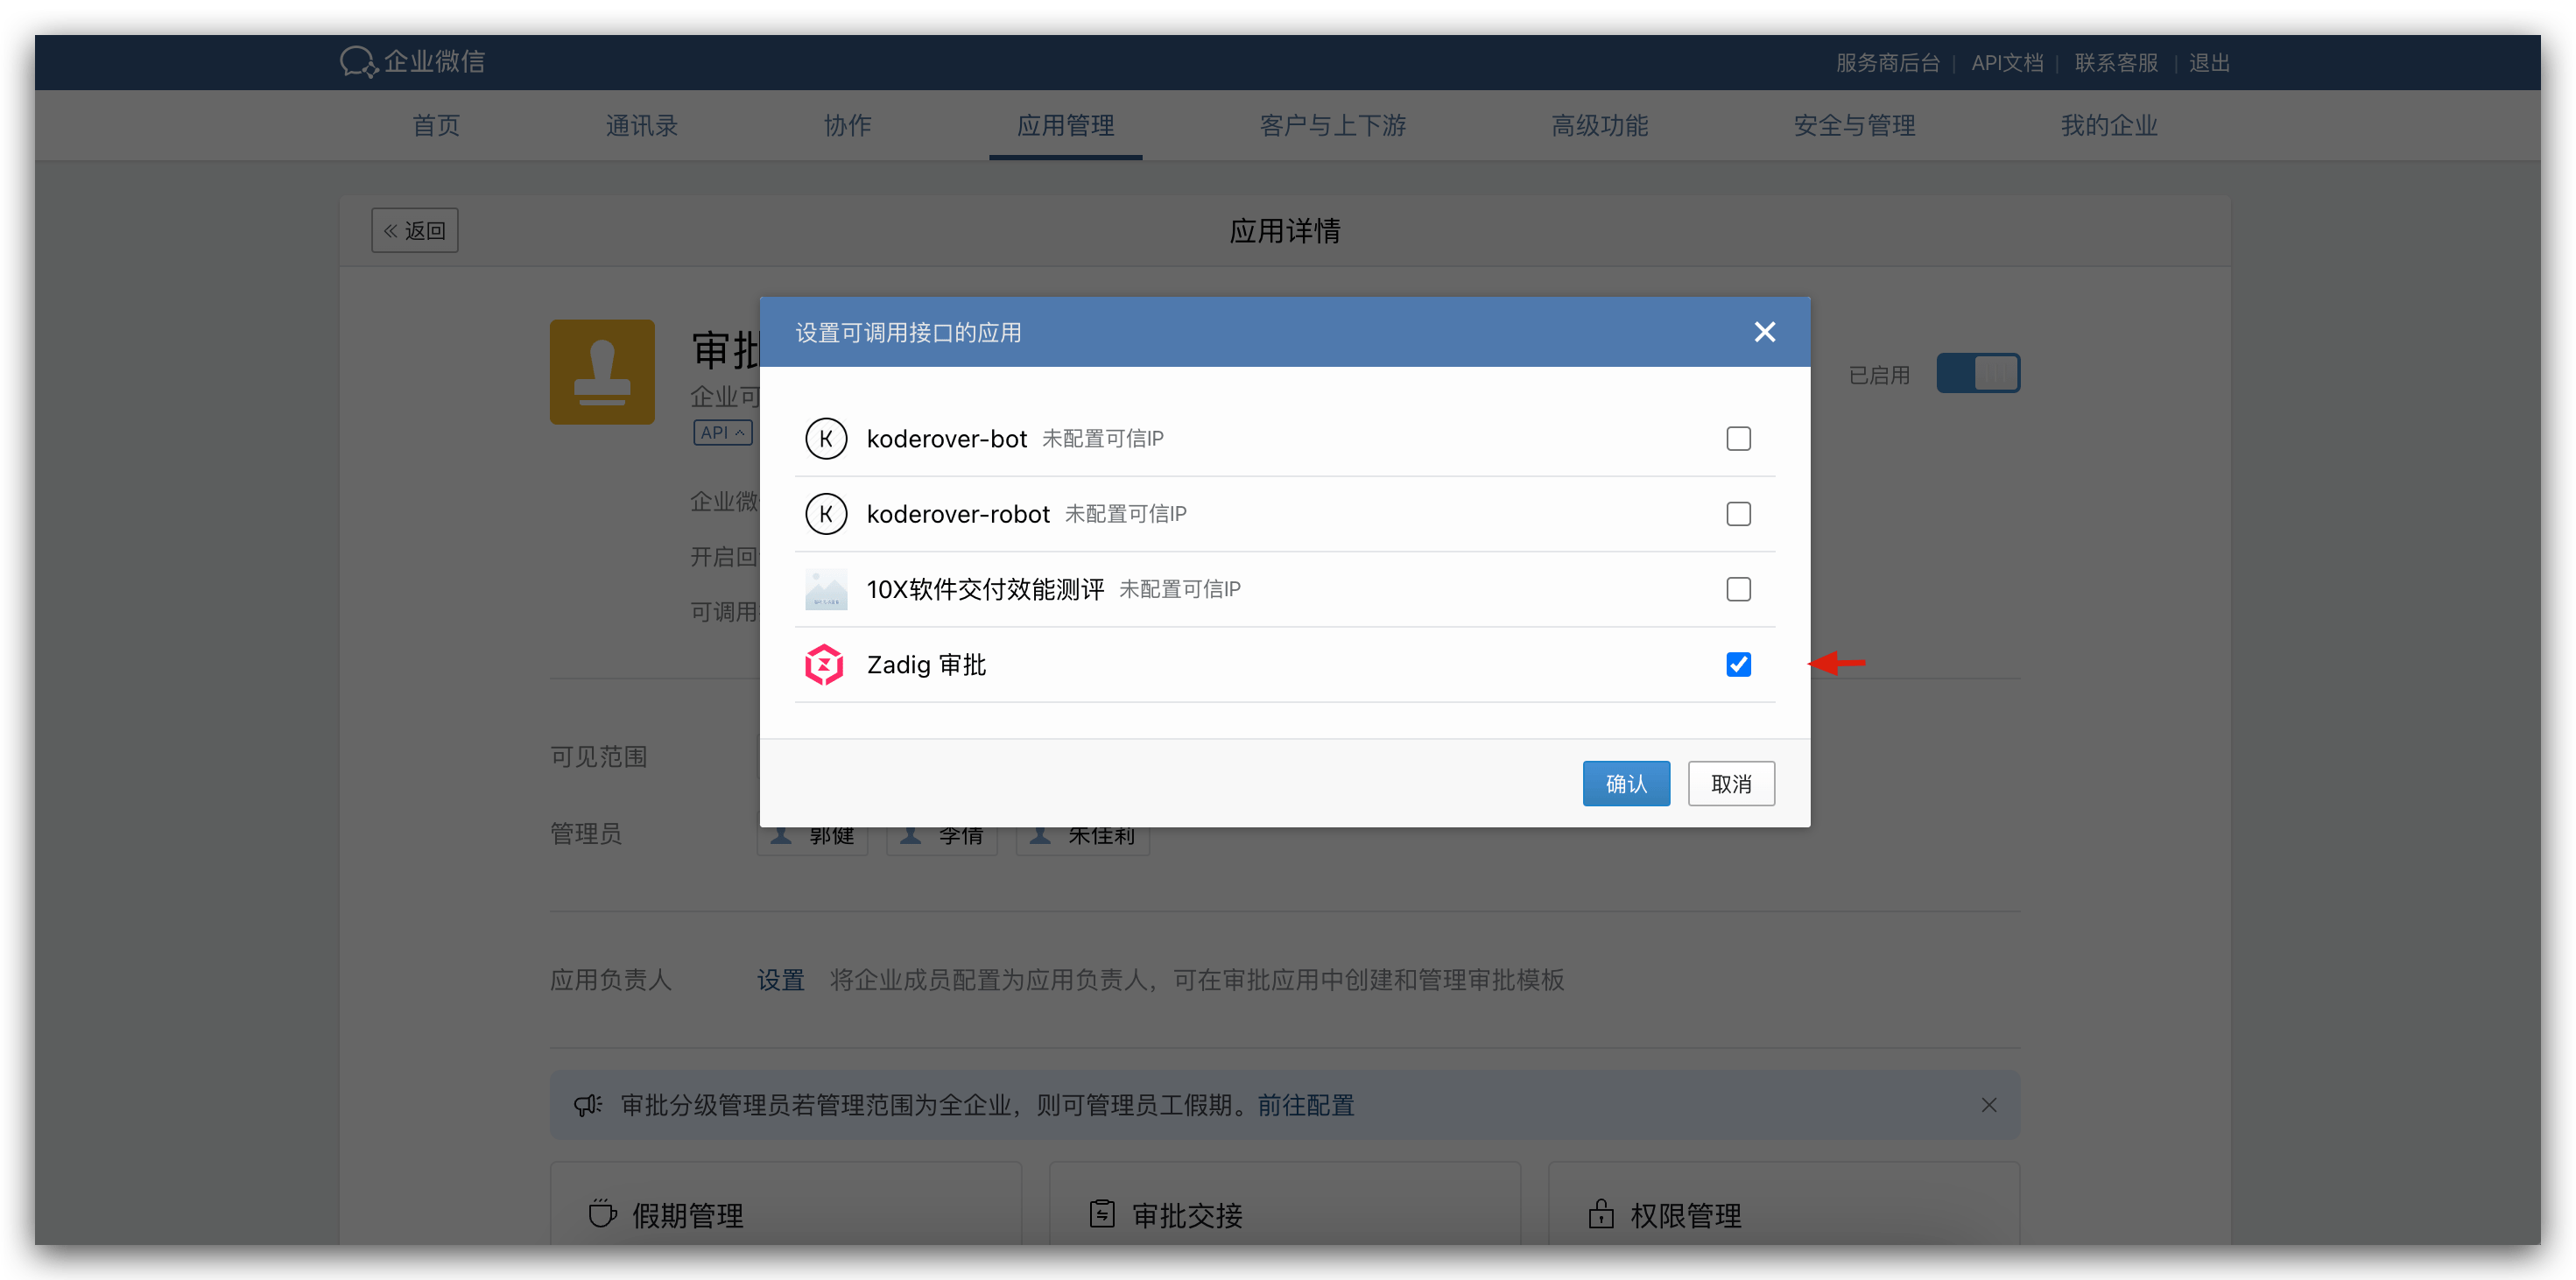 企业微信
服务商后台 | API文档 | 联系客服 | 退出
首页 通讯录 协作 应用管理 客户与上下游 高级功能 安全与管理 我的企业
« 返回
应用详情
审批
企业可
API
已启用
企业微
开启回
可调用
设置可调用接口的应用
K koderover-bot 未配置可信IP
K koderover-robot 未配置可信IP
10X软件交付效能测评 未配置可信IP
Zadig 审批
确认 取消
可见范围
管理员 郭健 李倩 朱佳莉
应用负责人 设置 将企业成员配置为应用负责人，可在审批应用中创建和管理审批模板
审批分级管理员若管理范围为全企业，则可管理员工假期。前往配置
假期管理 审批交接 权限管理